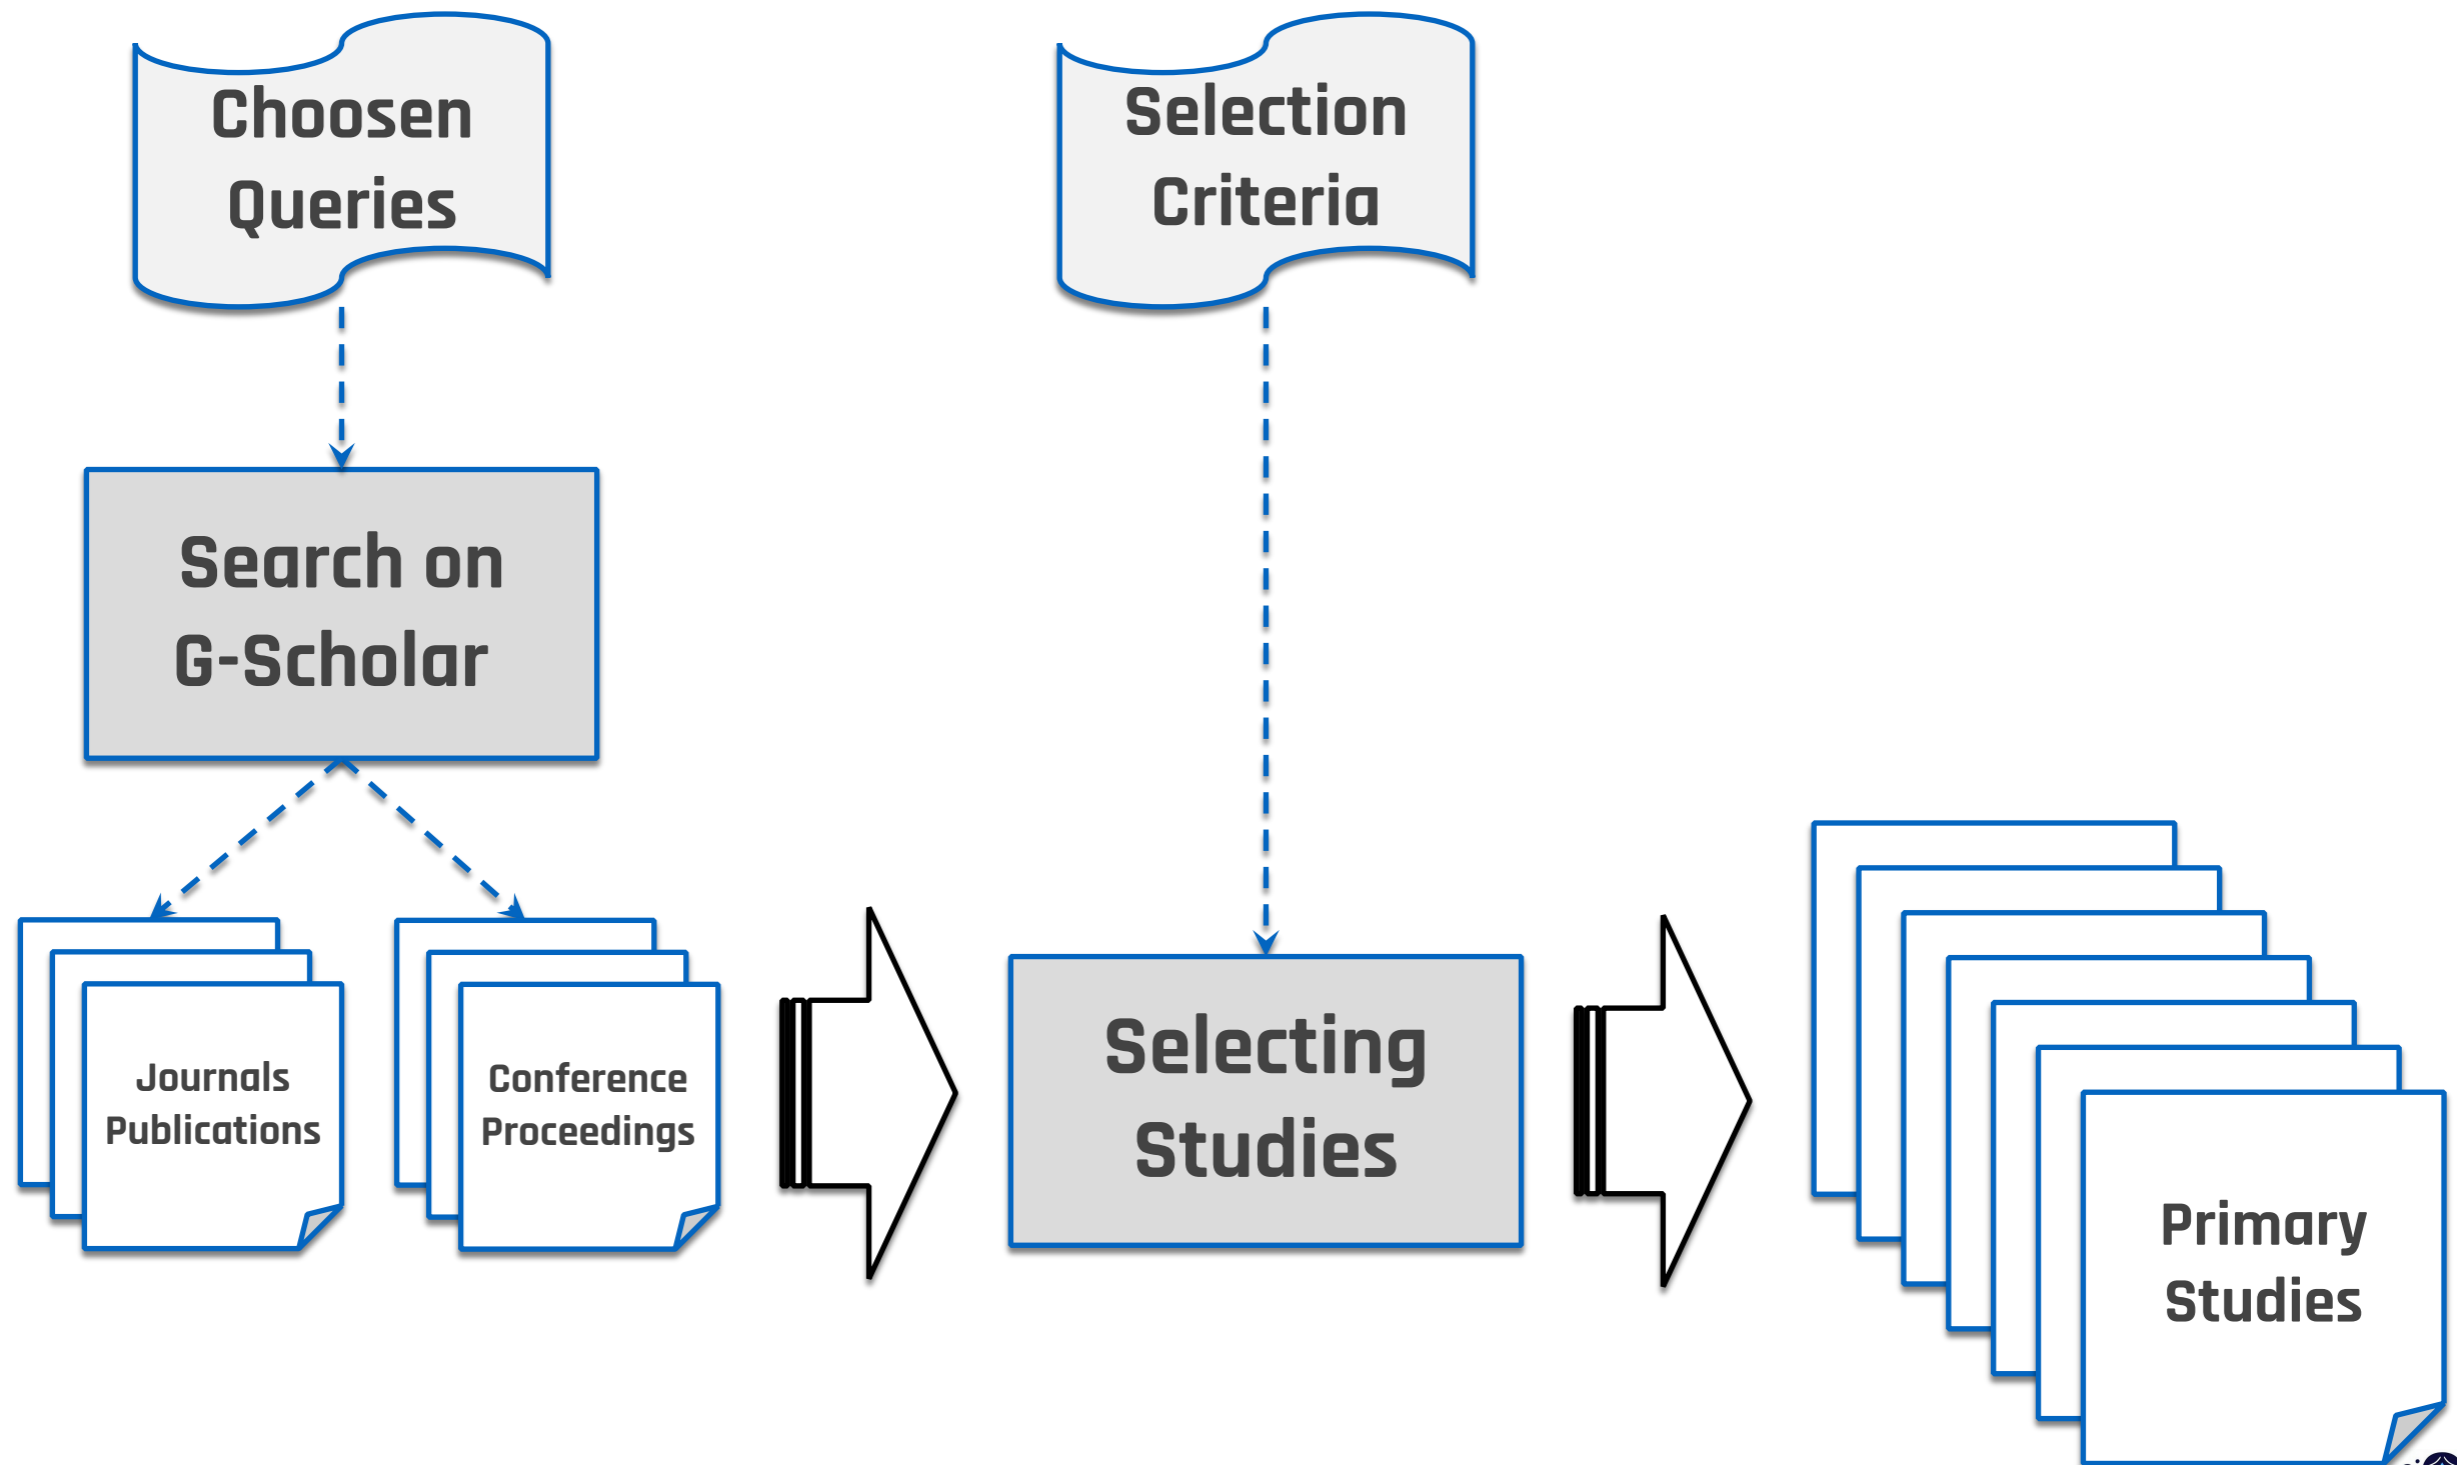 Choosen
Queries
Selection
Criteria
Search on
G-Scholar
Journals
Publications
Conference
Proceedings
Selecting
Studies
Primary
Studies